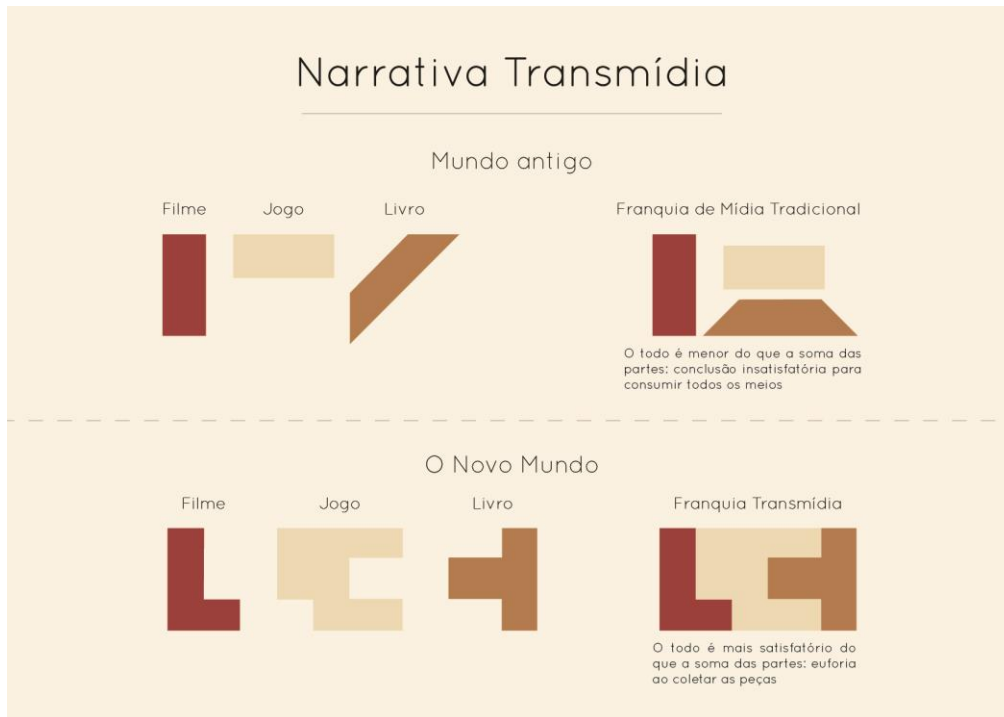 Narrativa Transmídia
Mundo antigo
Filme
Jogo
Livro
Franquia de Mídia Tradicional
O todo é menor do que a soma das
partes: conclusão insatisfatória para
consumir todos os meios
O Novo Mundo
Filme
Jogo
Livro
Franquia Transmídia
O todo é mais satisfatório do
que a soma das partes: euforia
ao coletar as peças